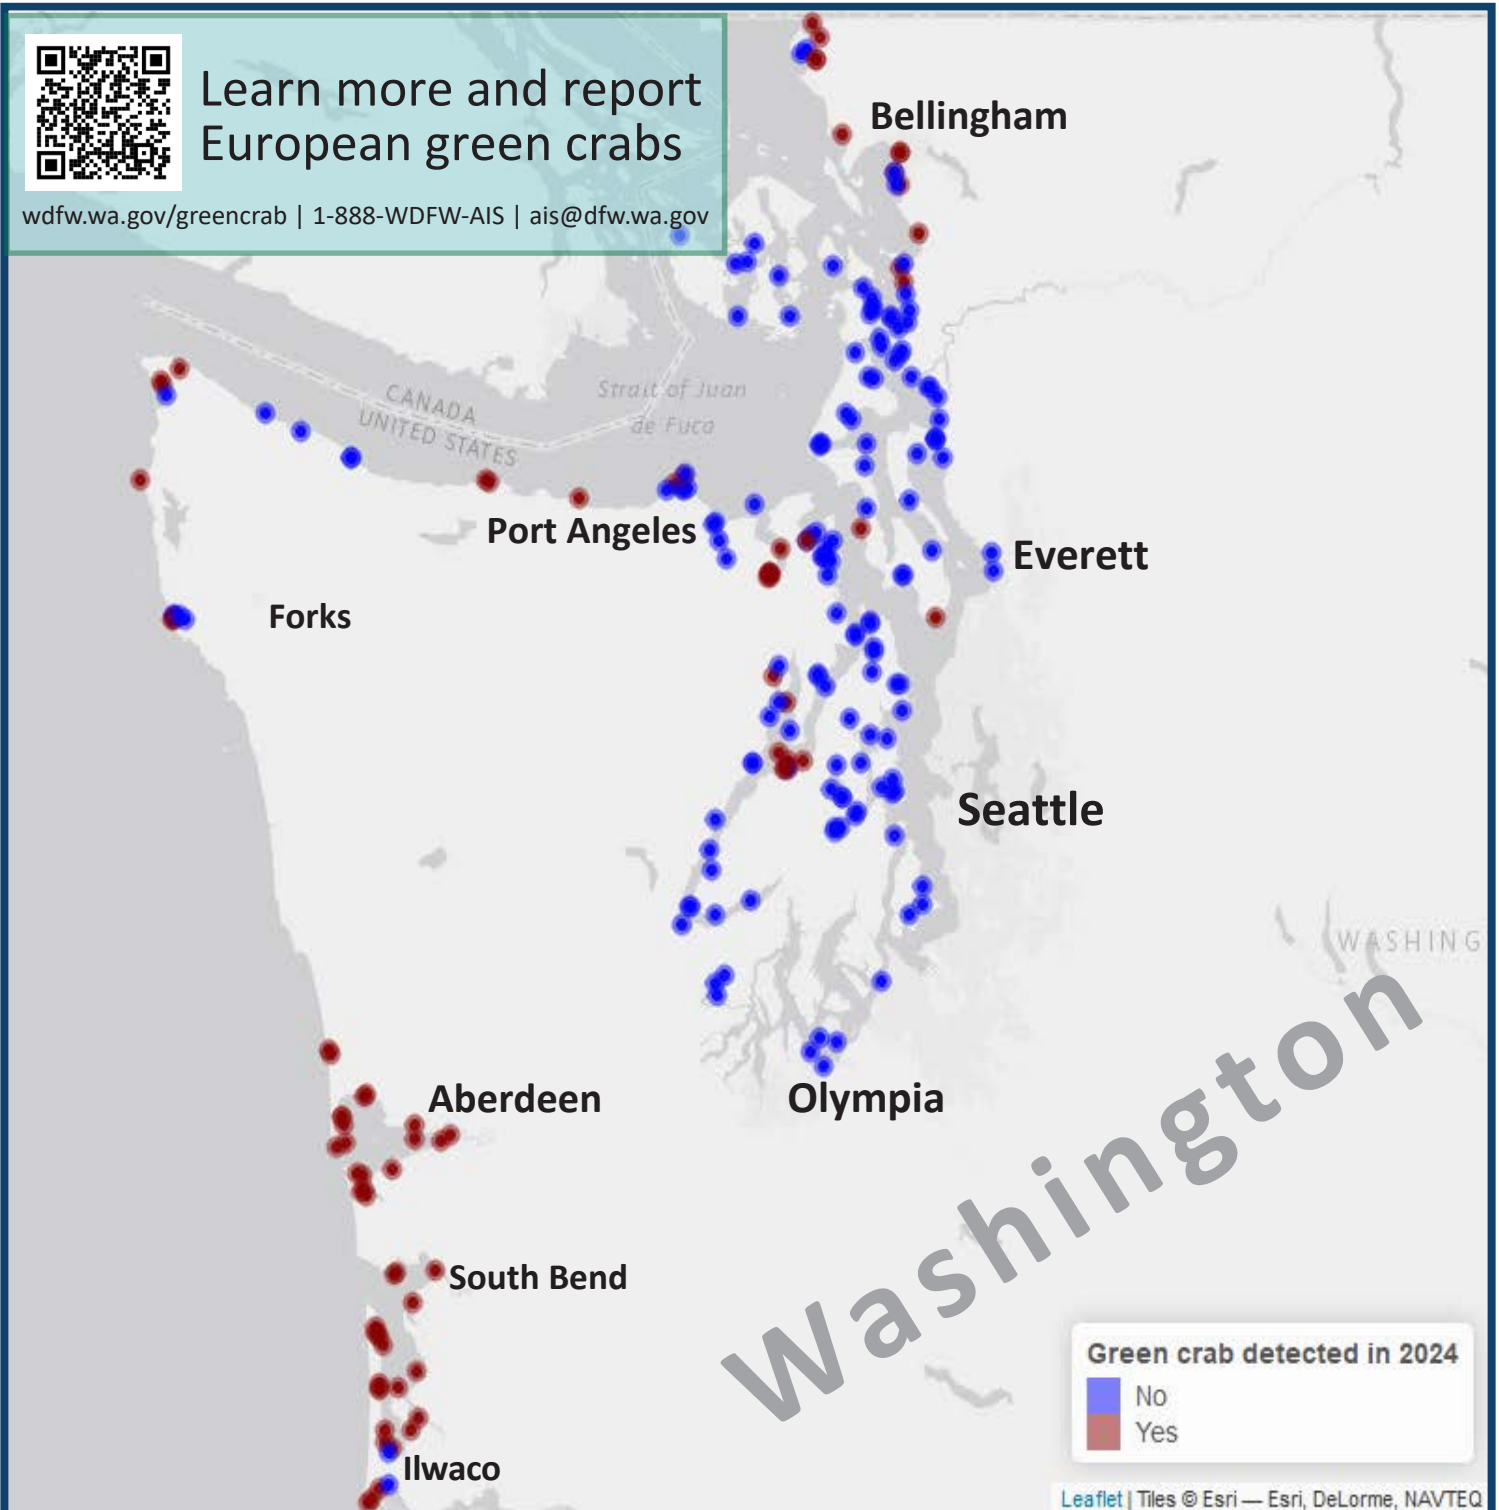 Learn more and report
European green crabs
wdfw.wa.gov/greencrab | 1-888-WDFW-AIS | ais@dfw.wa.gov
Bellingham
CANADA
UNITED STATES
Strait of Juan
de Fuca
Port Angeles
Everett
Forks
Seattle
WASHING
Washington
Aberdeen
Olympia
South Bend
Ilwaco
Green crab detected in 2024
No
Yes
Leaflet | Tiles © Esri — Esri, DeLorme, NAVTEQ